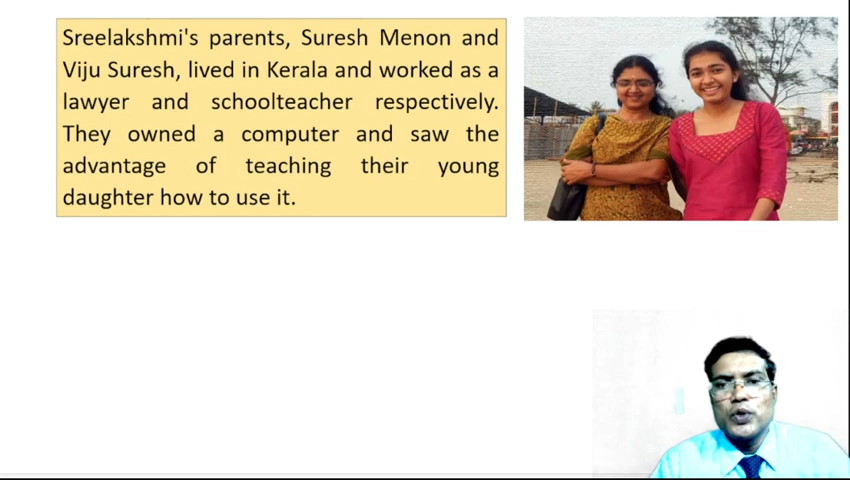 Sreelakshmi's parents, Suresh Menon and
Viju Suresh, lived in Kerala and worked as a
lawyer and schoolteacher respectively.
They owned a computer and saw the
advantage of teaching their young
daughter how to use it.